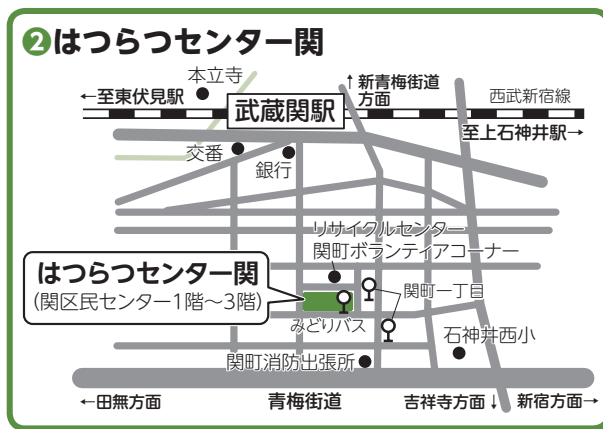 ❷はつらつセンター関
本立寺
←至東伏見駅
↑新青梅街道
方面
西武新宿線
武蔵関駅
至上石神井駅→
交番
銀行
リサイクルセンター
関町ボランティアコーナー
はつらつセンター関
(関区民センター1階〜3階)
関町一丁目
みどりバス
石神井西小
関町消防出張所
←田無方面
青梅街道
吉祥寺方面↓
新宿方面→